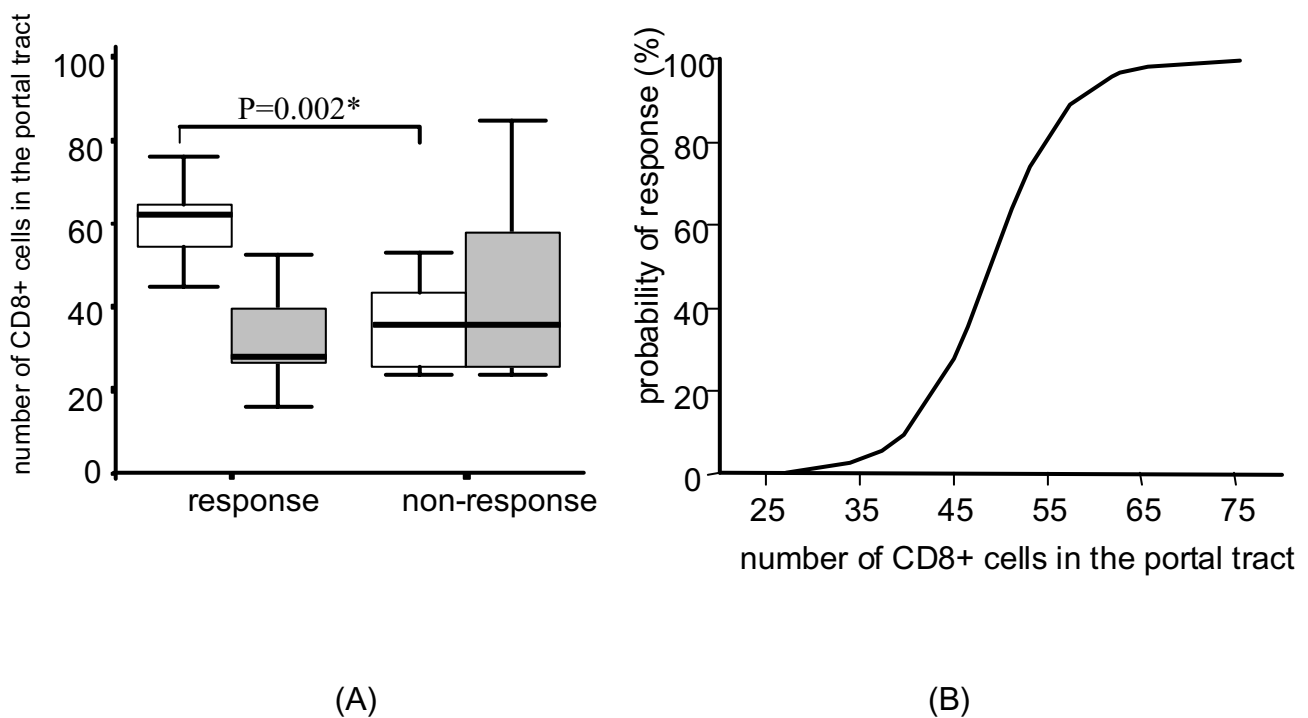 number of CD8+ cells in the portal tract
100
80
60
40
20
0
P=0.002*
response
non-response
(A)
probability of response (%)
100
80
60
40
20
0
25 35 45 55 65 75
number of CD8+ cells in the portal tract
(B)